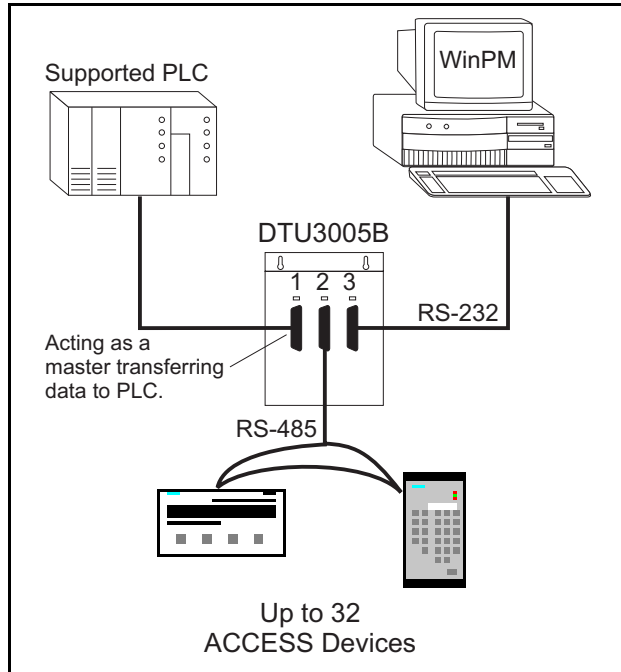 Supported PLC
WinPM
DTU3005B
1 2 3
RS-232
Acting as a
master transferring
data to PLC.
RS-485
Up to 32
ACCESS Devices